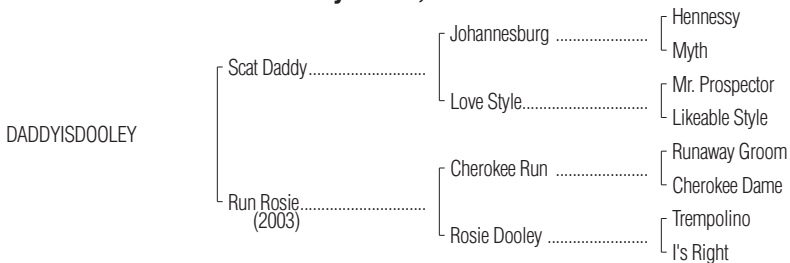 Hennessy
Johannesburg ......................
Myth
Scat Daddy............................
Mr. Prospector
Love Style..............................
Likeable Style
DADDYISDOOLEY
Runaway Groom
Cherokee Run ......................
Cherokee Dame
Run Rosie..............................
(2003)
Trempolino
Rosie Dooley ........................
I's Right